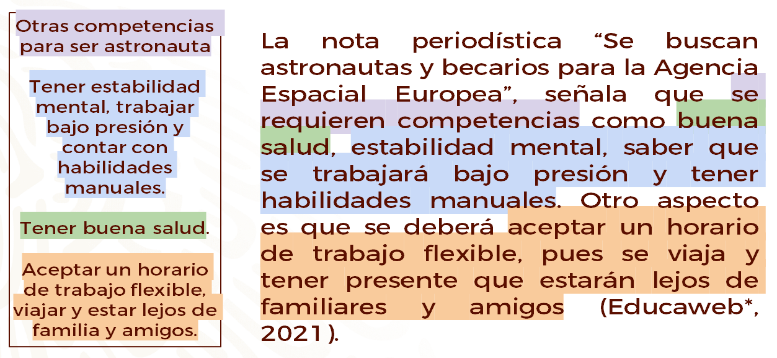 Otras competencias
para ser astronauta
Tener estabilidad
mental, trabajar
bajo presión y
contar con
habilidades
manuales.
Tener buena salud.
Aceptar un horario
de trabajo flexible,
viajar y estar lejos de
familia y amigos.
La nota periodística “Se buscan
astronautas y becarios para la Agencia
Espacial Europea”, señala que se
requieren competencias como buena
salud, estabilidad mental, saber que
se trabajará bajo presión y tener
habilidades manuales. Otro aspecto
es que se deberá aceptar un horario
de trabajo flexible, pues se viaja y
tener presente que estarán lejos de
familiares y amigos (Educaweb*,
2021).